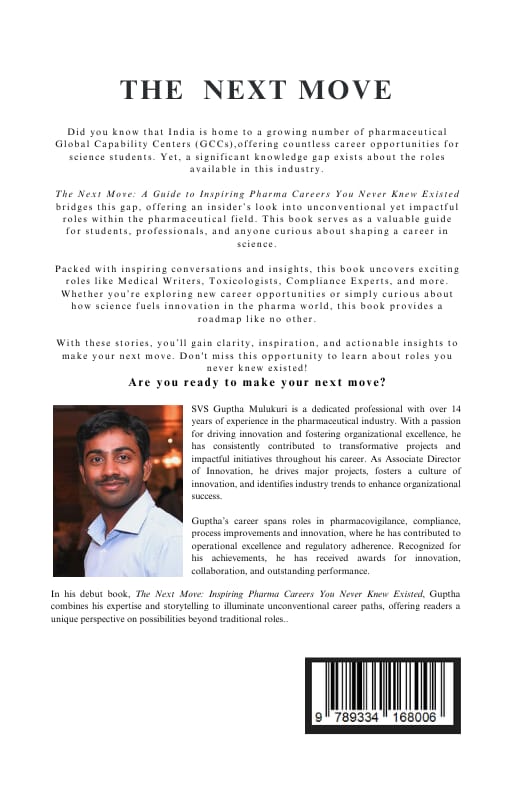 THE NEXT MOVE
Did you know that India is home to a growing number of pharmaceutical
Global Capability Centers (GCCs),offering countless career opportunities for
science students. Yet, a significant knowledge gap exists about the roles
available in this industry.
The Next Move: A Guide to Inspiring Pharma Careers You Never Knew Existed
bridges this gap, offering an insider's look into unconventional yet impactful
roles within the pharmaceutical field. This book serves as a valuable guide
for students, professionals, and anyone curious about shaping a career in
science.
Packed with inspiring conversations and insights, this book uncovers exciting
roles like Medical Writers, Toxicologists, Compliance Experts, and more.
Whether you're exploring new career opportunities or simply curious about
how science fuels innovation in the pharma world, this book provides a
roadmap like no other.
With these stories, you'll gain clarity, inspiration, and actionable insights to
make your next move. Don't miss this opportunity to learn about roles you
never knew existed!
Are you ready to make your next move?
SVS Guptha Mulukuri is a dedicated professional with over 14
years of experience in the pharmaceutical industry. With a passion
for driving innovation and fostering organizational excellence, he
has consistently contributed to transformative projects and
impactful initiatives throughout his career. As Associate Director
of Innovation, he drives major projects, fosters a culture of
innovation, and identifies industry trends to enhance organizational
success.
Guptha's career spans roles in pharmacovigilance, compliance,
process improvements and innovation, where he has contributed to
operational excellence and regulatory adherence. Recognized for
his achievements, he has received awards for innovation,
collaboration, and outstanding performance.
In his debut book, The Next Move: Inspiring Pharma Careers You Never Knew Existed, Guptha
combines his expertise and storytelling to illuminate unconventional career paths, offering readers a
unique perspective on possibilities beyond traditional roles..
9 789334 168006